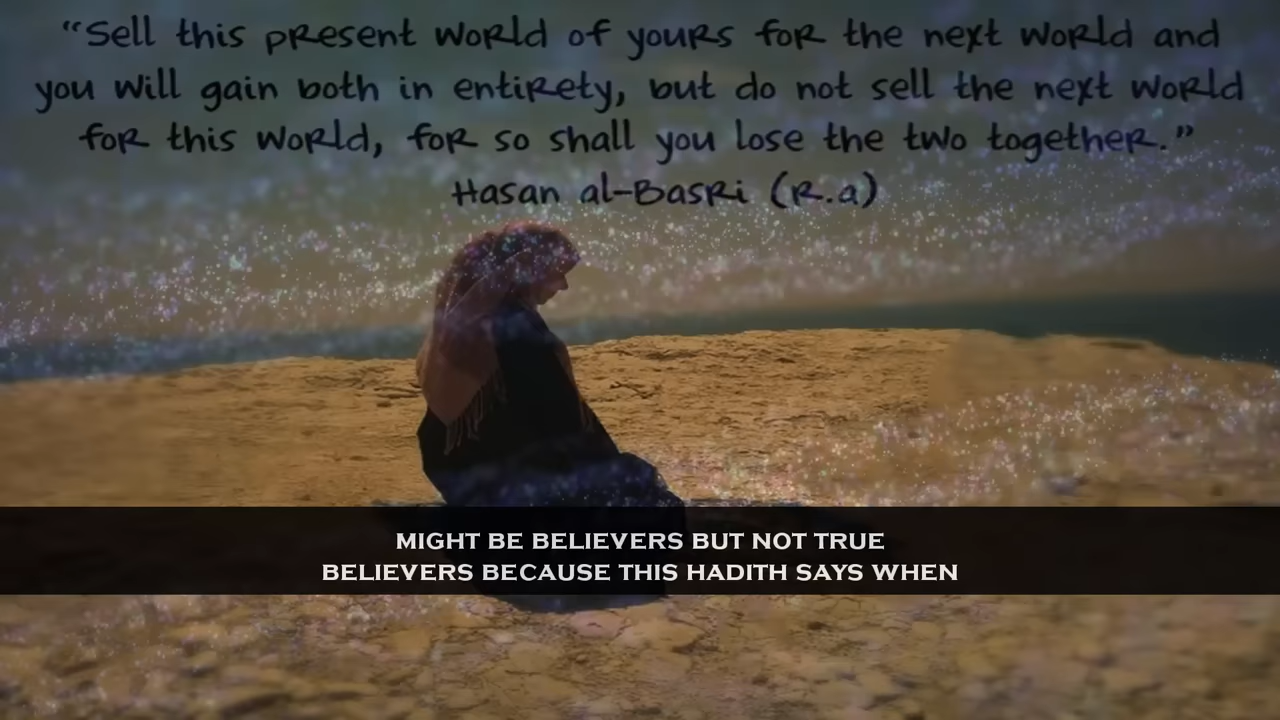 “Sell this present world of yours for the next world and
you will gain both in entirety, but do not sell the next world
for this world, for so shall you lose the two together.”
Hasan al-Basri (R.a)
MIGHT BE BELIEVERS BUT NOT TRUE
BELIEVERS BECAUSE THIS HADITH SAYS WHEN